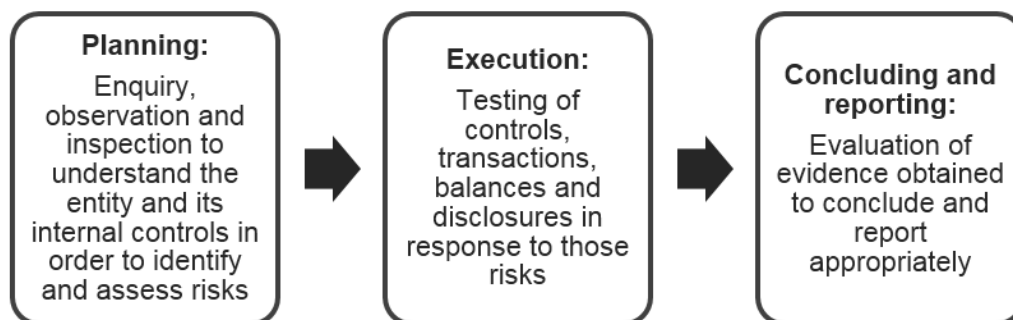 Planning:
Enquiry,
observation and
inspection to
understand the
entity and its
internal controls in
order to identify
and assess risks
Execution:
Testing of
controls,
transactions,
balances and
disclosures in
response to those
risks
Concluding and
reporting:
Evaluation of
evidence obtained
to conclude and
report
appropriately